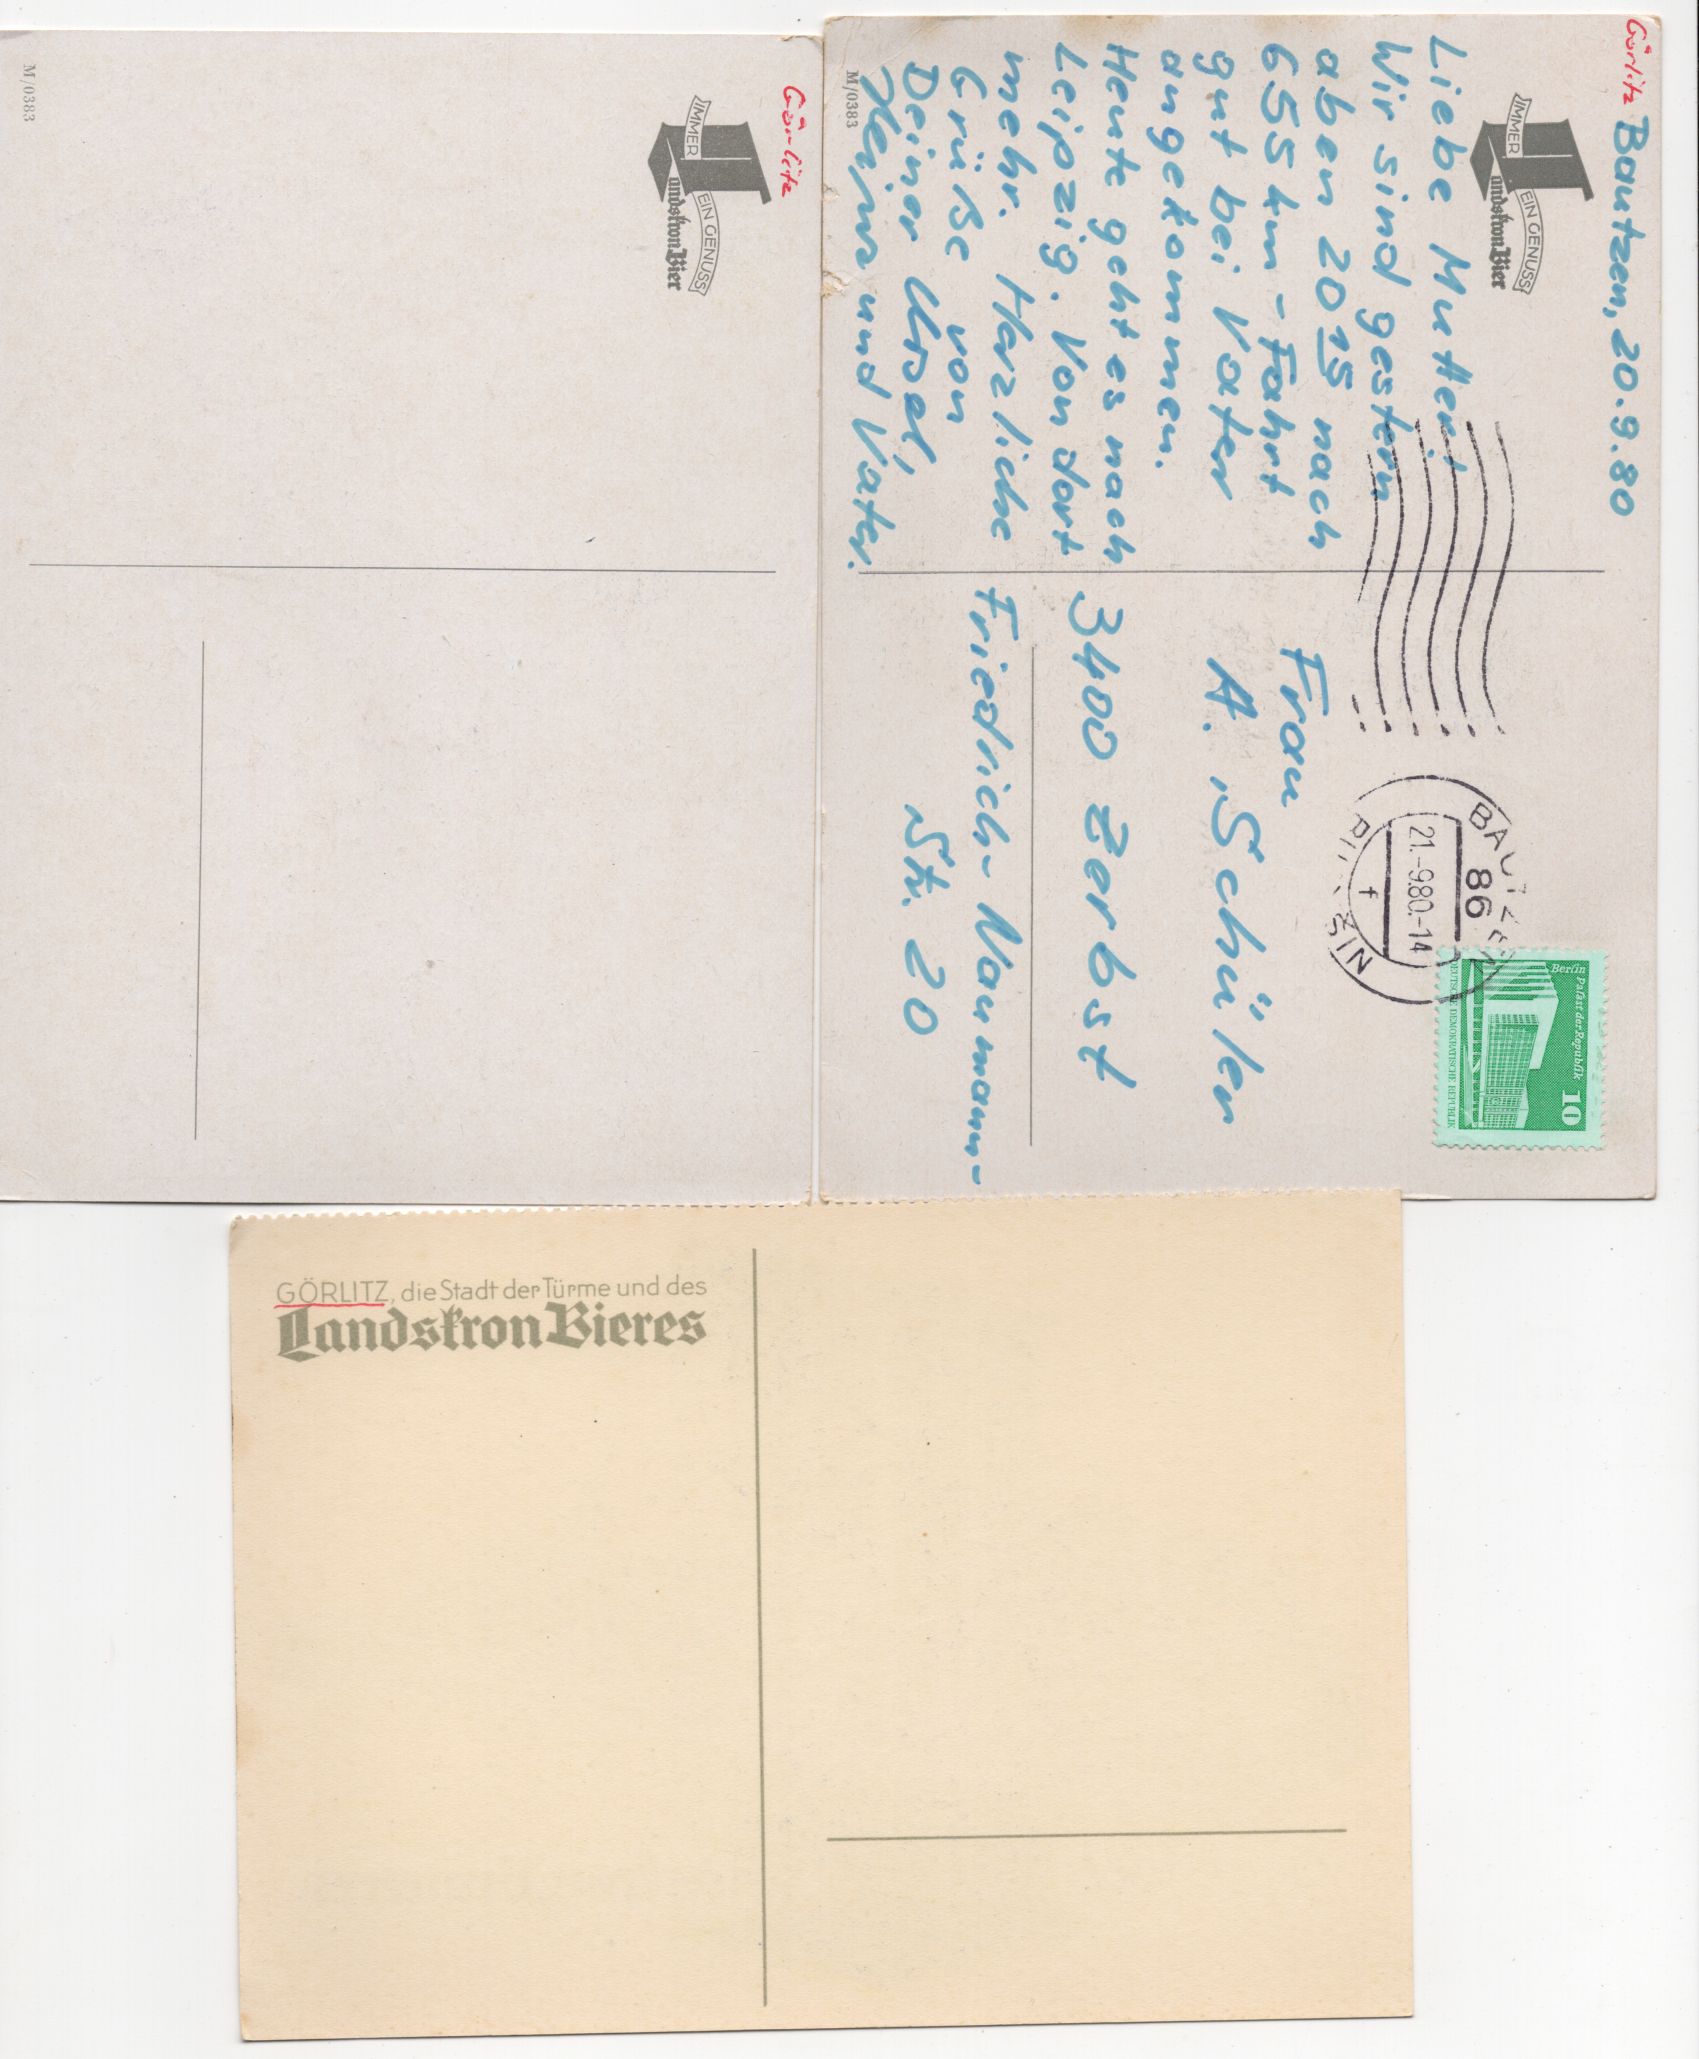 Görlitz
IMMER EIN GENUSS
Landskron Bier
M/0383
Görlitz
Bautzen, 20.9.80
IMMER EIN GENUSS
Landskron Bier
Liebe Mutter!
Wir sind gestern
aben 20 15 nach
655 km - Fahrt
gut bei Vater
angekommen.
Heute geht es nach
Leipzig. Von dort
mehr. Herzliche
Grüße von
Deiner
Heinz und Vater.
M/0383
BAUTZEN
86
21.-9.80.-14
f
Berlin
Palast der Republik
10
DEUTSCHE DEMOKRATISCHE REPUBLIK
Frau
A. Schüler
3400 Zerbst
Friedrich-Naumann-
Str. 20
GÖRLITZ, die Stadt der Türme und des
Landskron Bieres